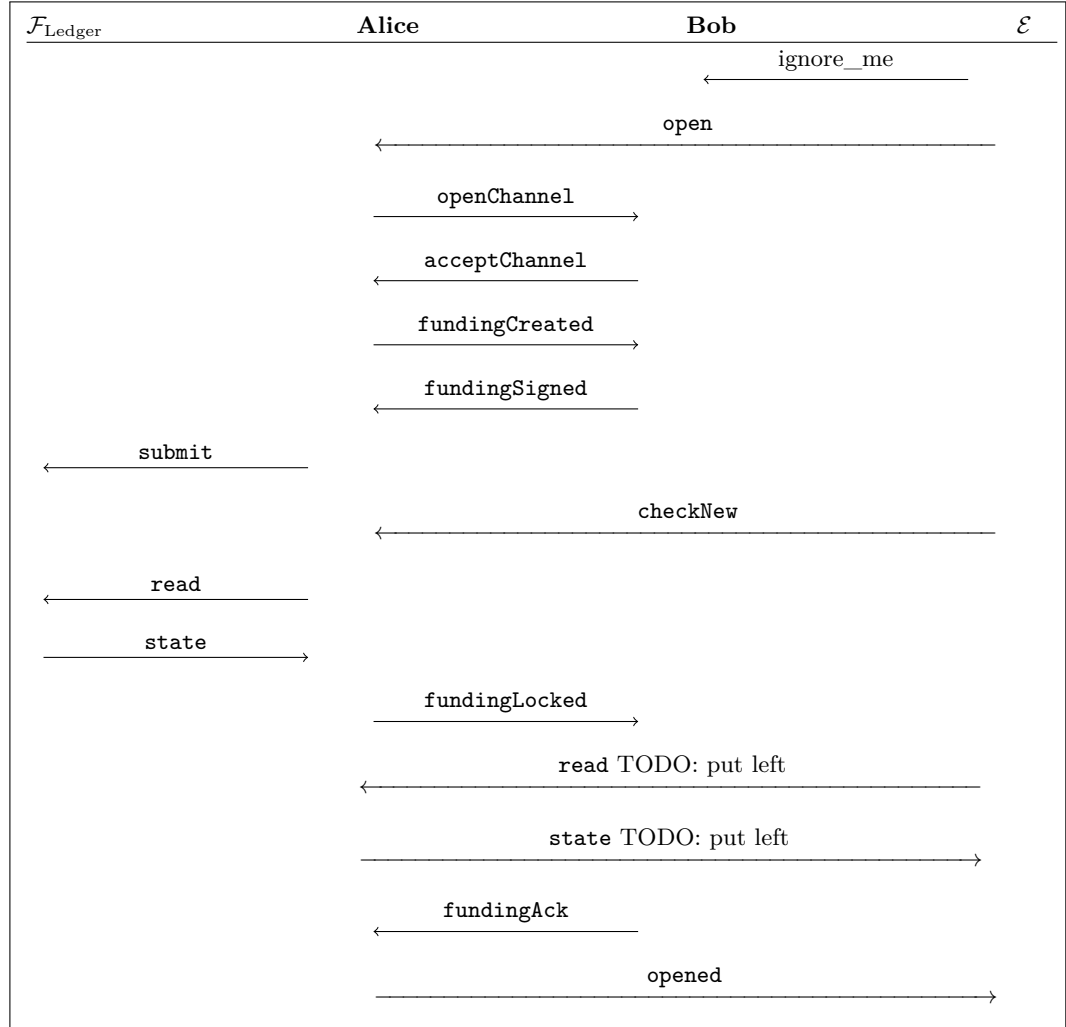 F_Ledger Alice Bob E
ignore_me
open
openChannel
acceptChannel
fundingCreated
fundingSigned
submit
checkNew
read
state
fundingLocked
read TODO: put left
state TODO: put left
fundingAck
opened